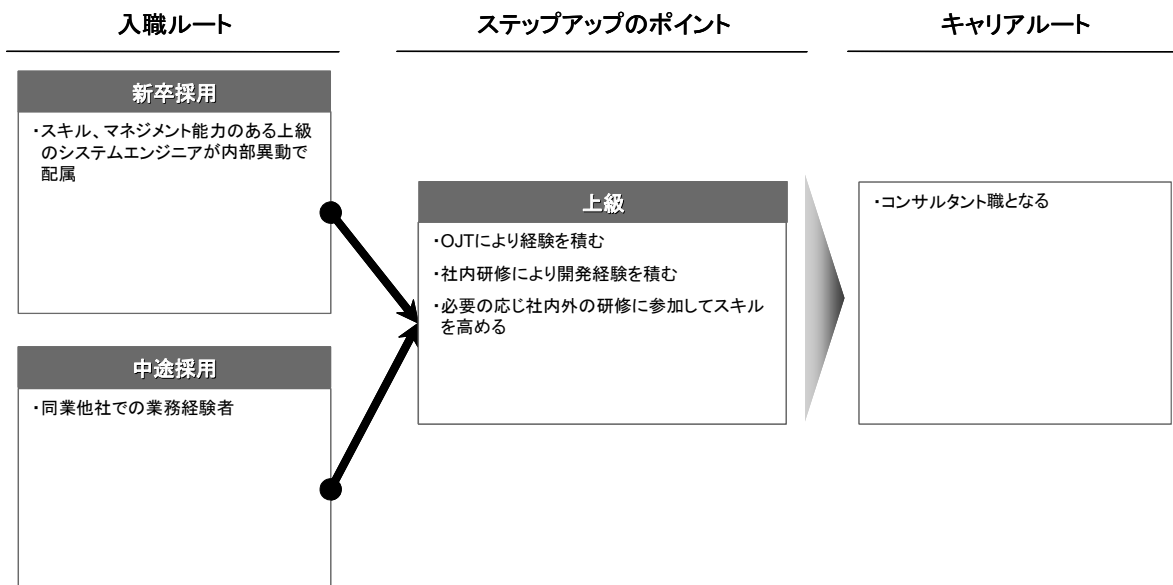 入職ルート
ステップアップのポイント
キャリアルート
新卒採用
・スキル、マネジメント能力のある上級
のシステムエンジニアが内部異動で
配属
中途採用
・同業他社での業務経験者
上級
・OJTにより経験を積む
・社内研修により開発経験を積む
・必要の応じ社内外の研修に参加してスキル
を高める
・コンサルタント職となる